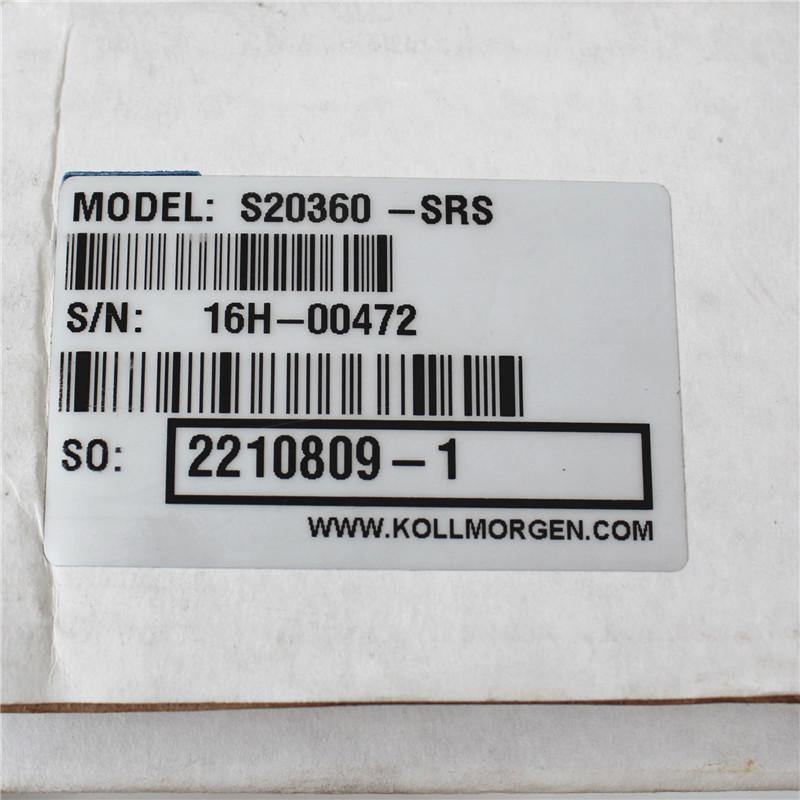 MODEL: S20360 -SRS
S/N: 16H-00472
SO: 2210809-1
WWW.KOLLMORGEN.COM